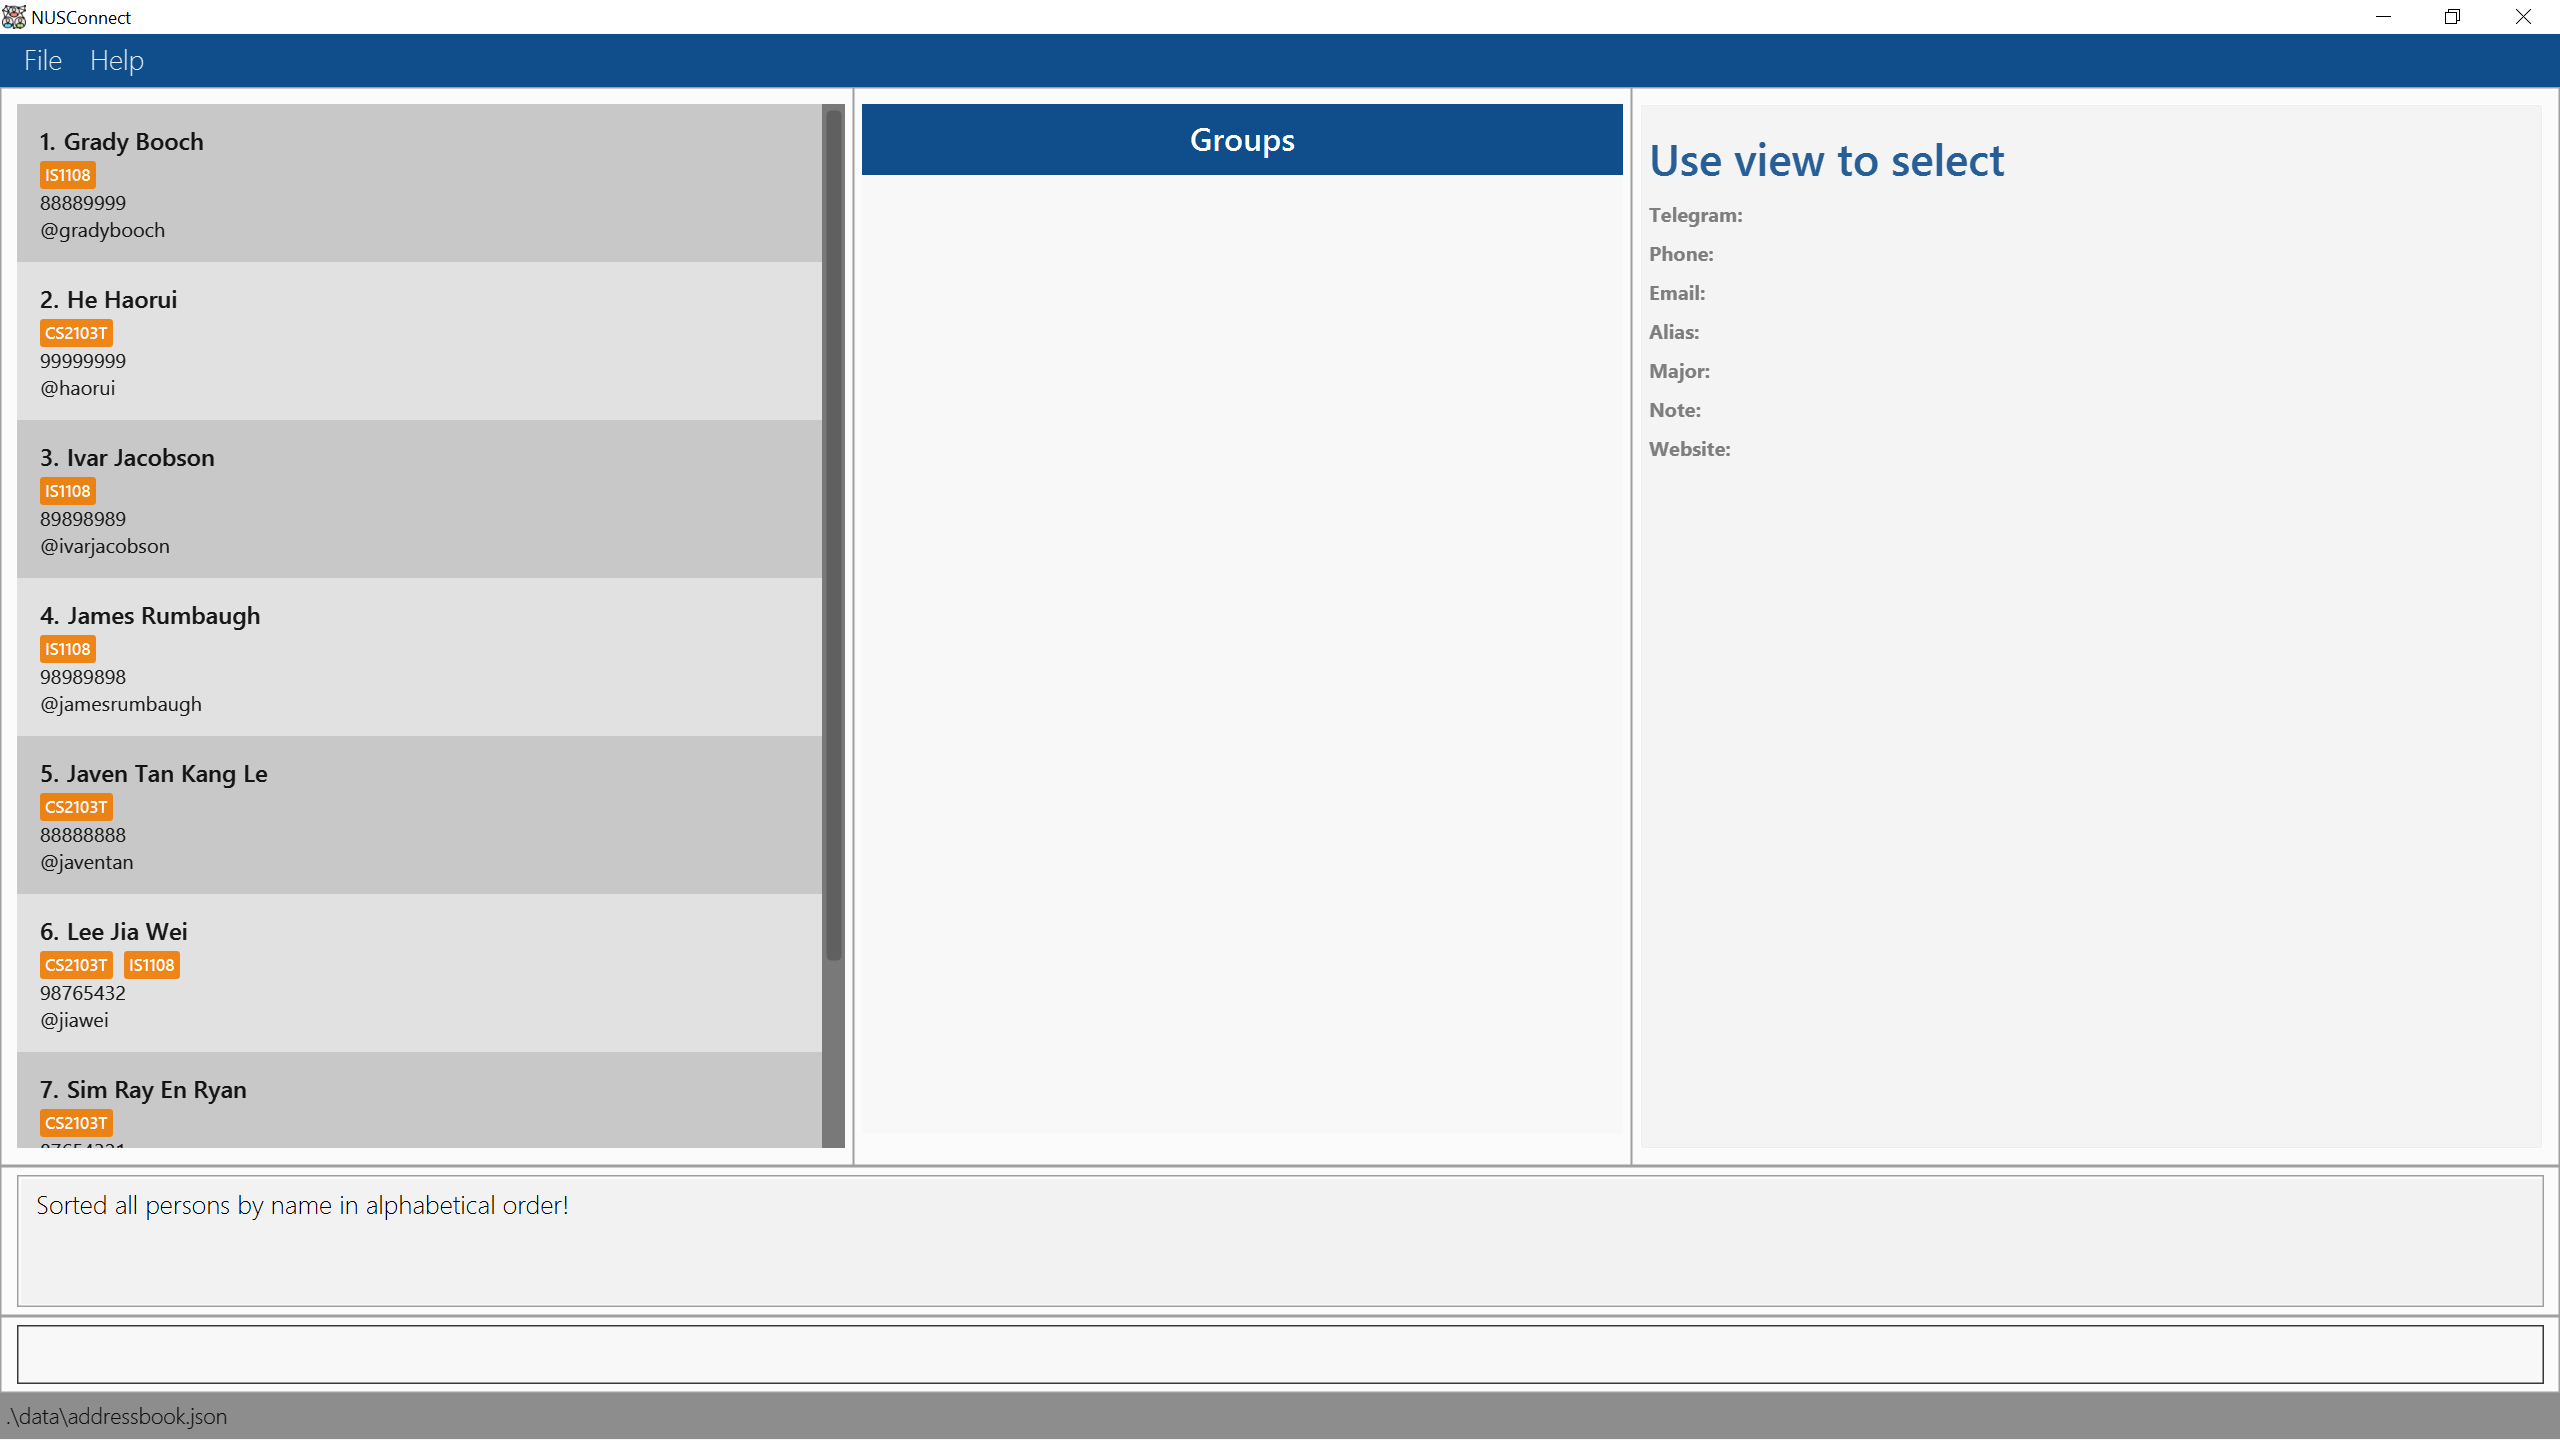 NUSConnect
File Help
1. Grady Booch
IS1108
88889999
@gradybooch
2. He Haorui
CS2103T
99999999
@haorui
3. Ivar Jacobson
IS1108
89898989
@ivarjacobson
4. James Rumbaugh
IS1108
98989898
@jamesrumbaugh
5. Javen Tan Kang Le
CS2103T
88888888
@javentan
6. Lee Jia Wei
CS2103T IS1108
98765432
@jiawei
7. Sim Ray En Ryan
CS2103T
Groups
Use view to select
Telegram:
Phone:
Email:
Alias:
Major:
Note:
Website:
Sorted all persons by name in alphabetical order!
.\data\addressbook.json